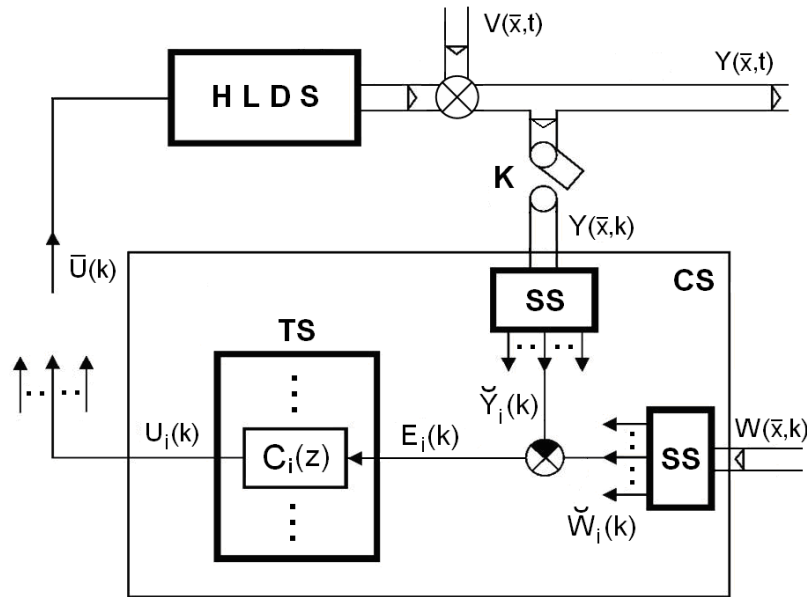 V(x̄,t)
Y(x̄,t)
H L D S
K
Y(x̄,k)
Ū(k)
CS
SS
TS
Y̆ᵢ(k)
W(x̄,k)
Uᵢ(k)
Eᵢ(k)
Cᵢ(z)
SS
W̆ᵢ(k)